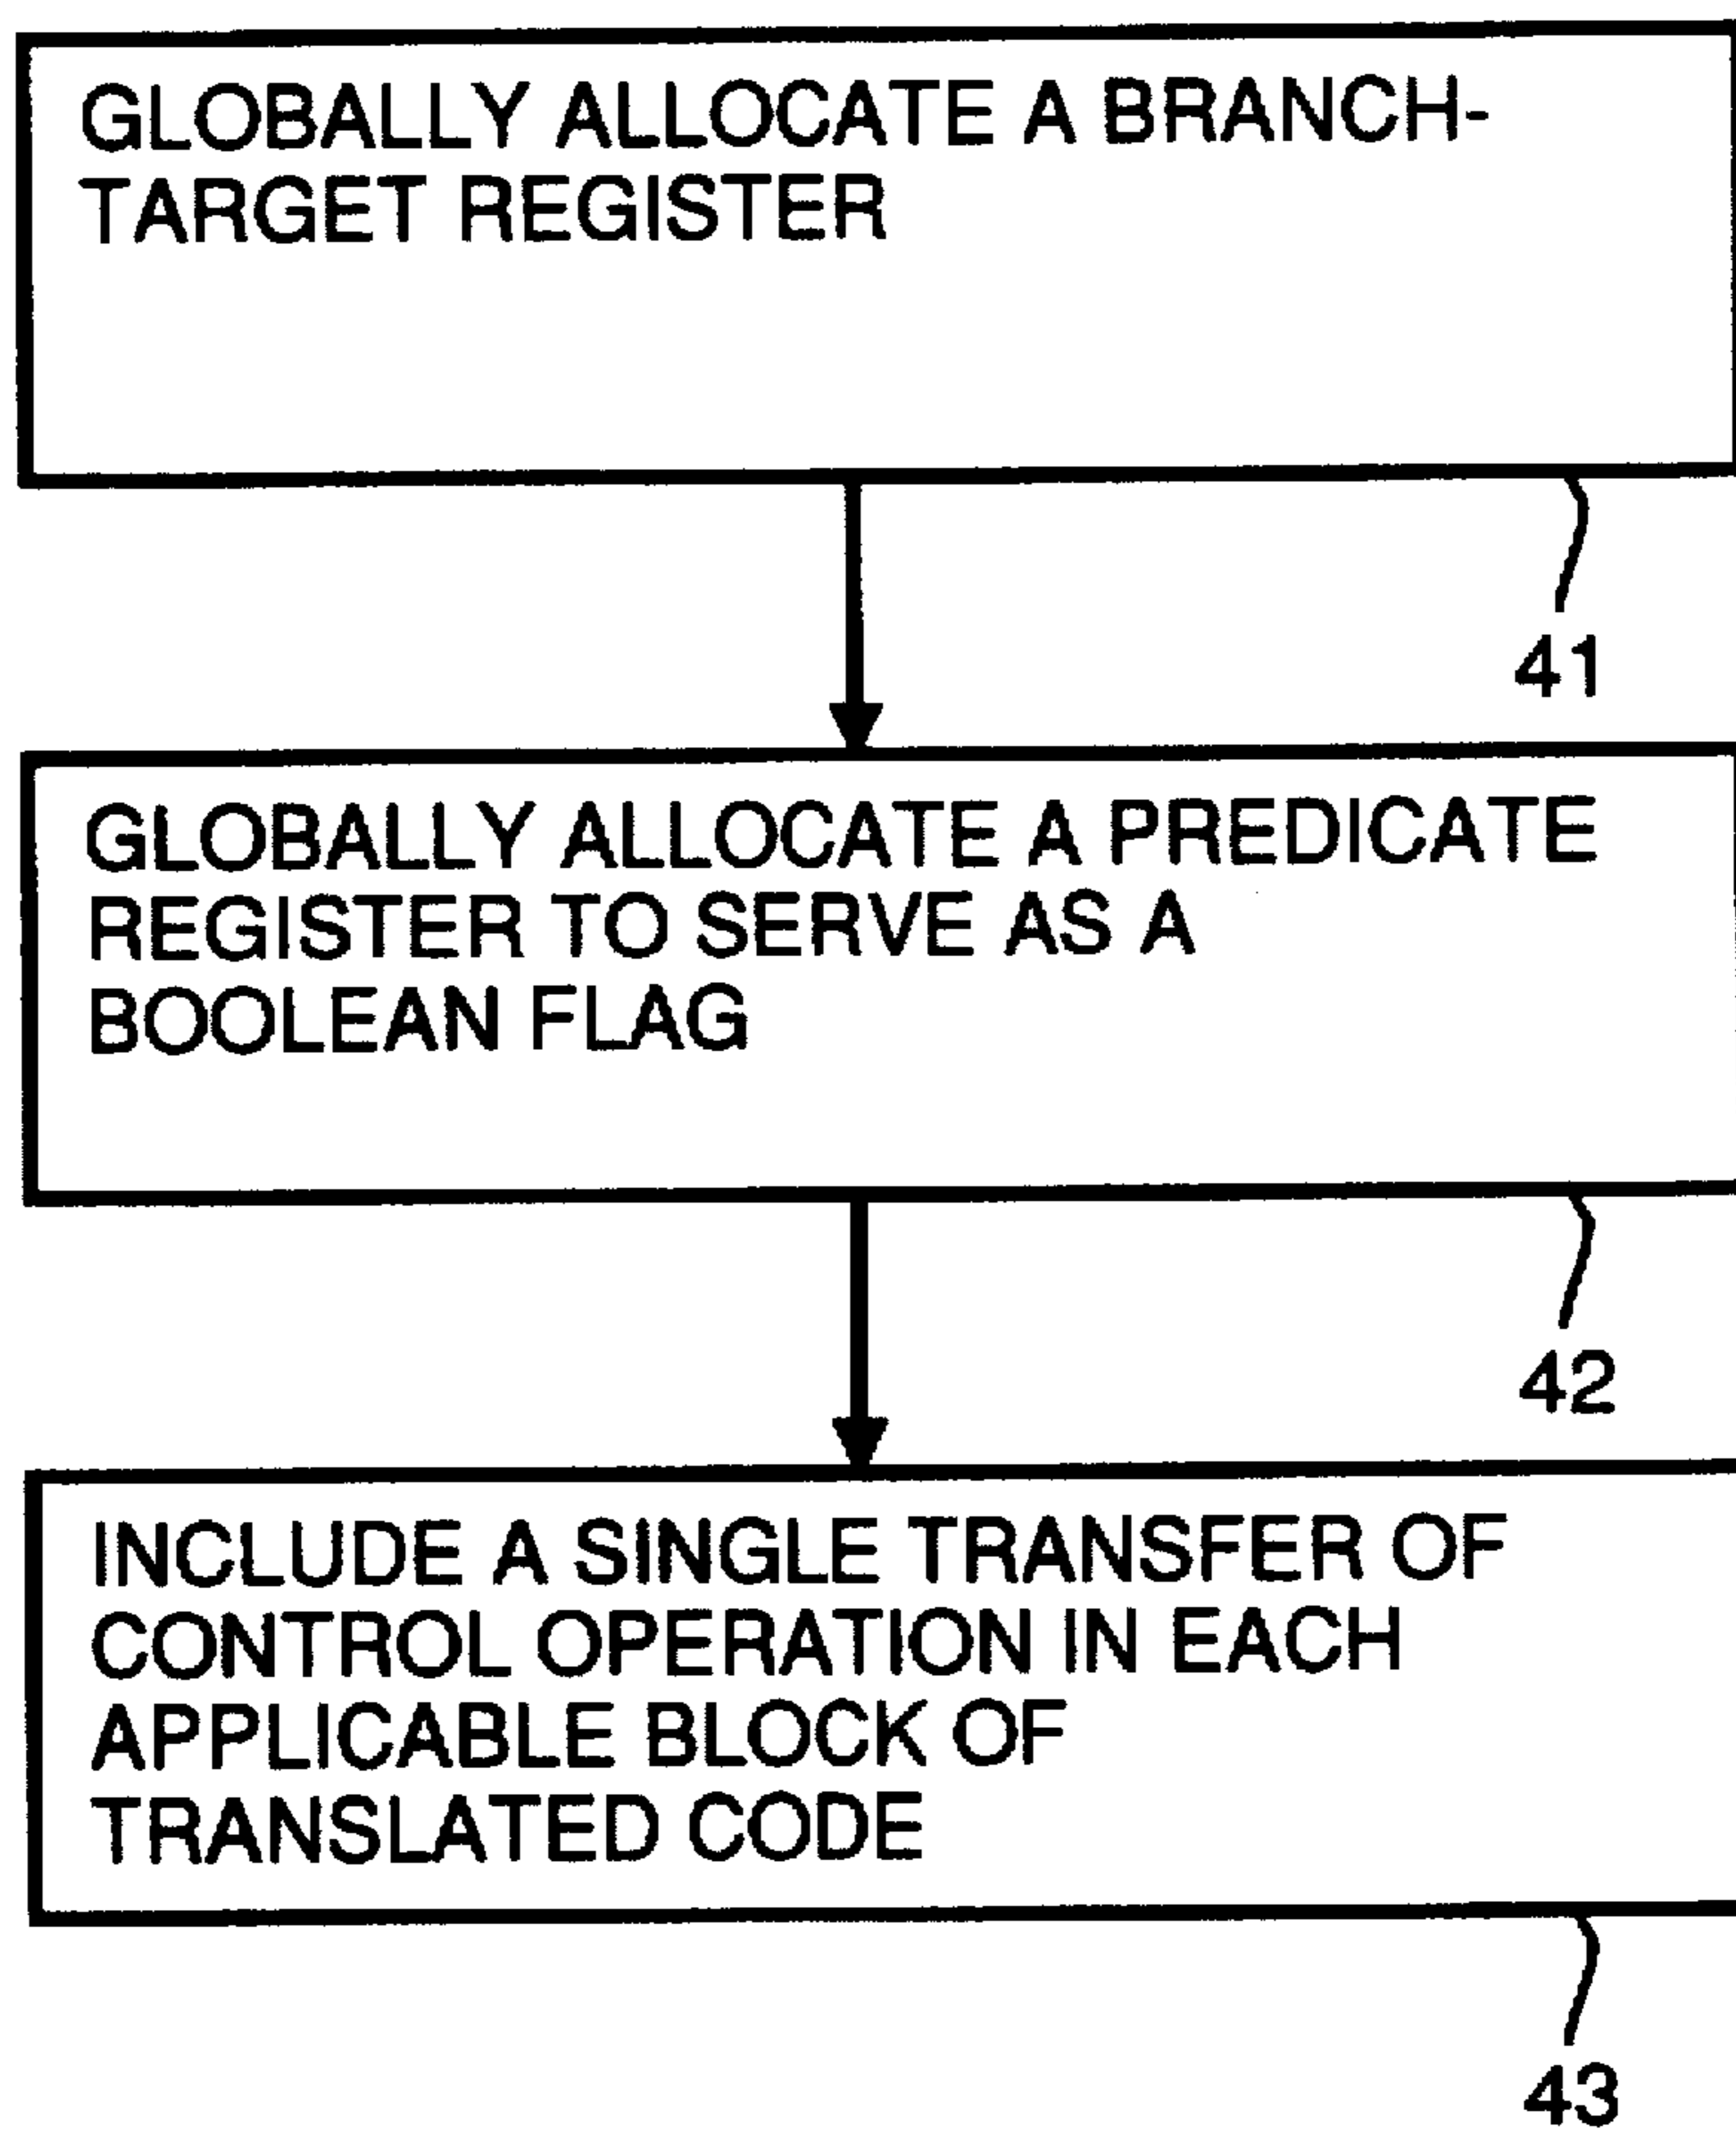 GLOBALLY ALLOCATE A BRANCH-
TARGET REGISTER
41
GLOBALLY ALLOCATE A PREDICATE
REGISTER TO SERVE AS A
BOOLEAN FLAG
42
INCLUDE A SINGLE TRANSFER OF
CONTROL OPERATION IN EACH
APPLICABLE BLOCK OF
TRANSLATED CODE
43